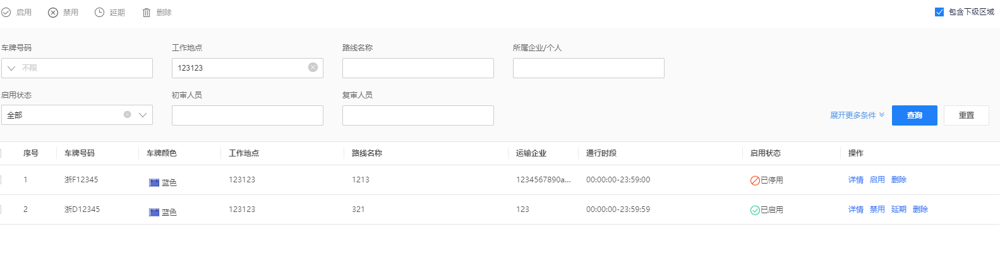 启用 禁用 延期 删除 包含下级区域
车牌号码 工作地点 路线名称 所属企业/个人
不限 123123
启用状态 初审人员 复审人员
全部 展开更多条件 查询 重置
序号 车牌号码 车牌颜色 工作地点 路线名称 运输企业 通行时段 启用状态 操作
1 浙F12345 蓝色 123123 1213 1234567890a... 00:00:00-23:59:00 已停用 详情 启用 删除
2 浙D12345 蓝色 123123 321 123 00:00:00-23:59:59 已启用 详情 禁用 延期 删除